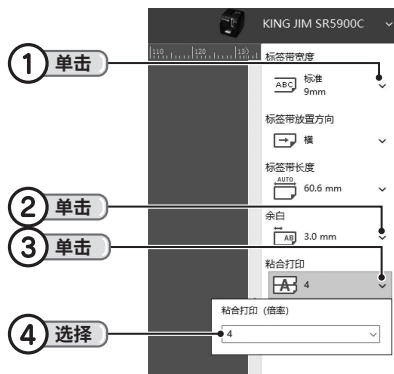 KING JIM SR5900C
110 120 130
标签带宽度
① 单击
ABC 标准
9mm
标签带放置方向
横
标签带长度
AUTO
60.6 mm
② 单击
余白
AB 3.0 mm
③ 单击
粘合打印
A 4
粘合打印（倍率）
④ 选择
4